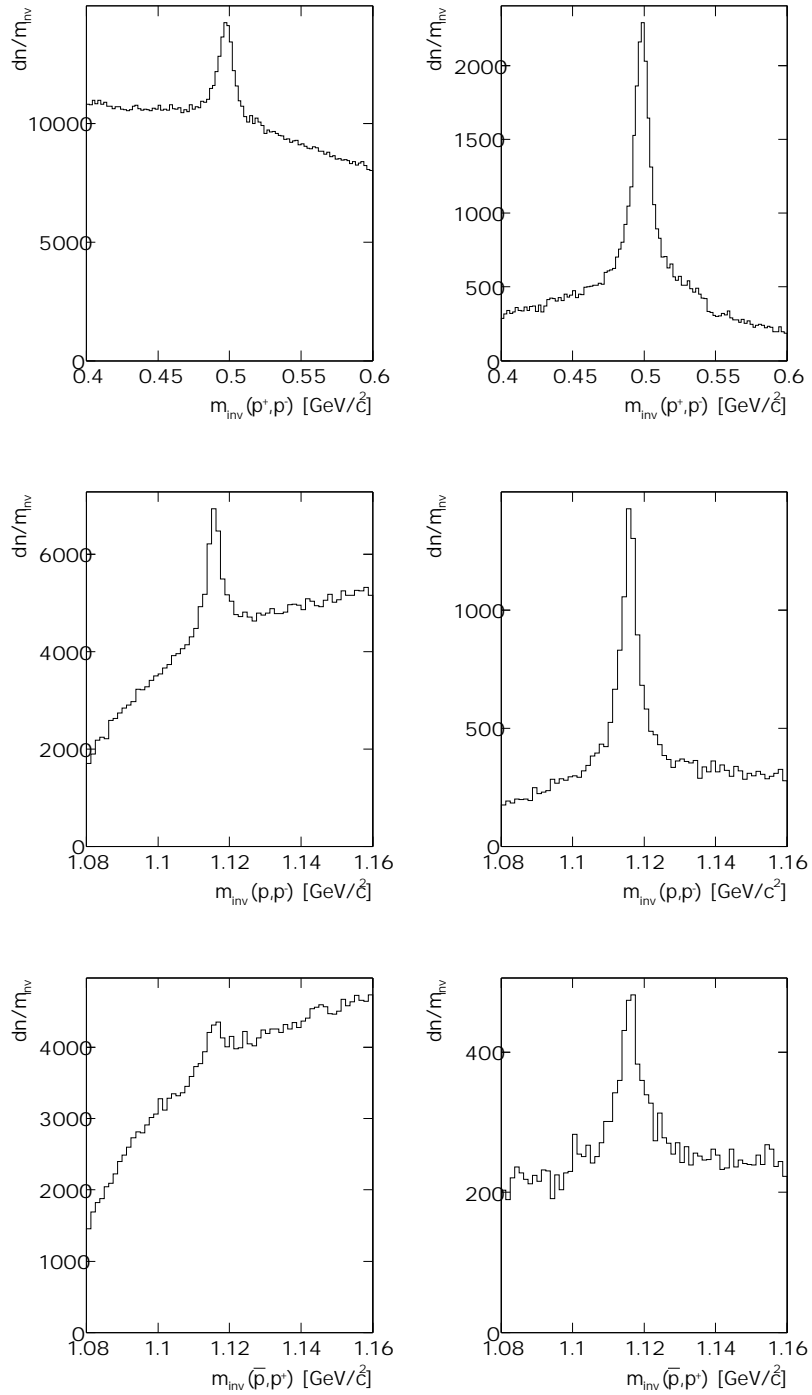 dn/m_inv
dn/m_inv
10000
5000
0
0.4 0.45 0.5 0.55 0.6
m_inv (p⁺,p⁻) [GeV/c²]
2000
1500
1000
500
0
0.4 0.45 0.5 0.55 0.6
m_inv (p⁺,p⁻) [GeV/c²]
dn/m_inv
dn/m_inv
6000
4000
2000
0
1.08 1.1 1.12 1.14 1.16
m_inv (p,p⁻) [GeV/c²]
1000
500
0
1.08 1.1 1.12 1.14 1.16
m_inv (p,p⁻) [GeV/c²]
dn/m_inv
dn/m_inv
4000
3000
2000
1000
0
1.08 1.1 1.12 1.14 1.16
m_inv (p̅,p⁺) [GeV/c²]
400
200
0
1.08 1.1 1.12 1.14 1.16
m_inv (p̅,p⁺) [GeV/c²]